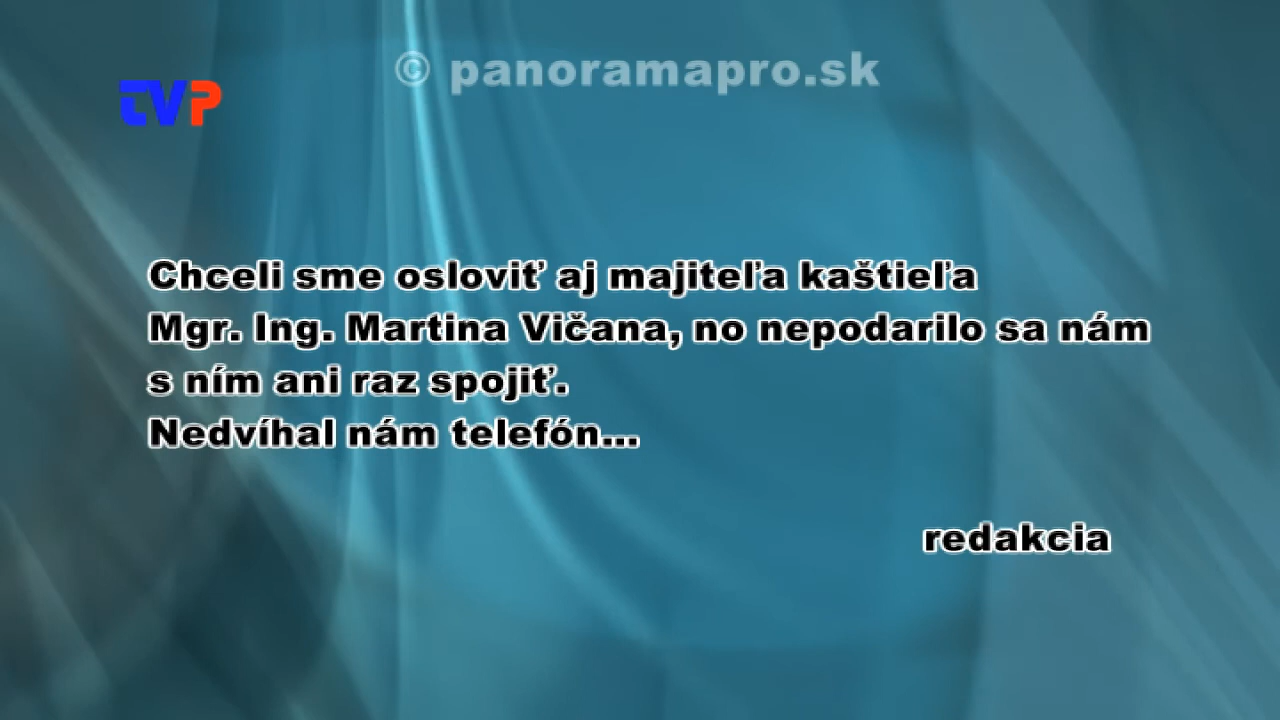 © panoramapro.sk
tVP
Chceli sme osloviť aj majiteľa kaštieľa
Mgr. Ing. Martina Vičana, no nepodarilo sa nám
s ním ani raz spojiť.
Nedvíhal nám telefón...
redakcia